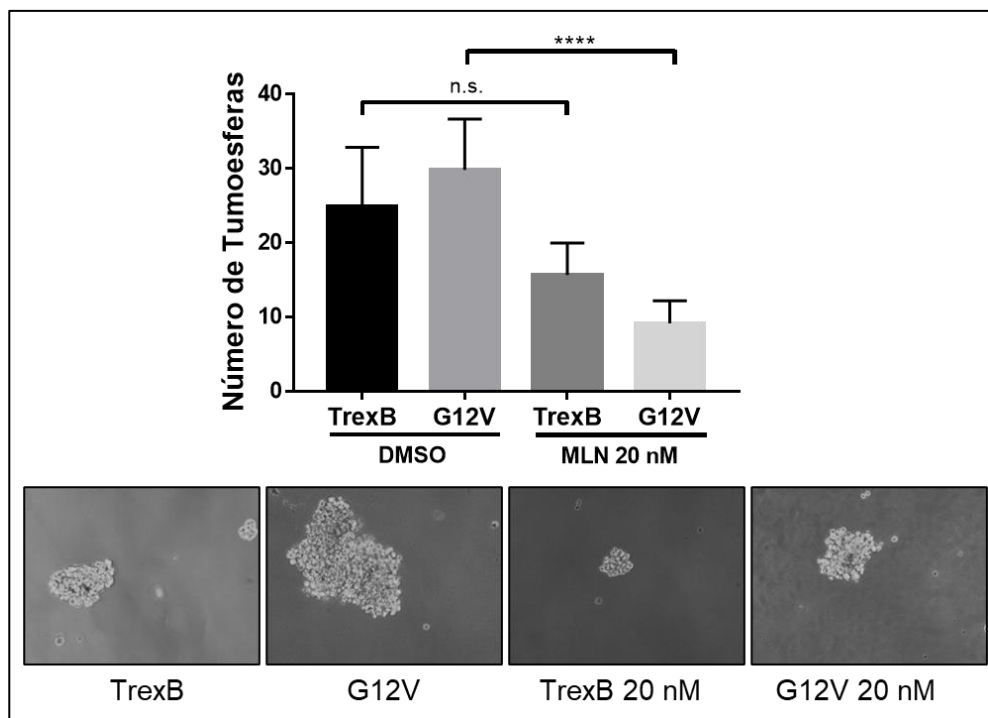 ****
n.s.
Número de Tumoesferas
40
30
20
10
0
TrexB G12V TrexB G12V
DMSO MLN 20 nM
TrexB G12V TrexB 20 nM G12V 20 nM